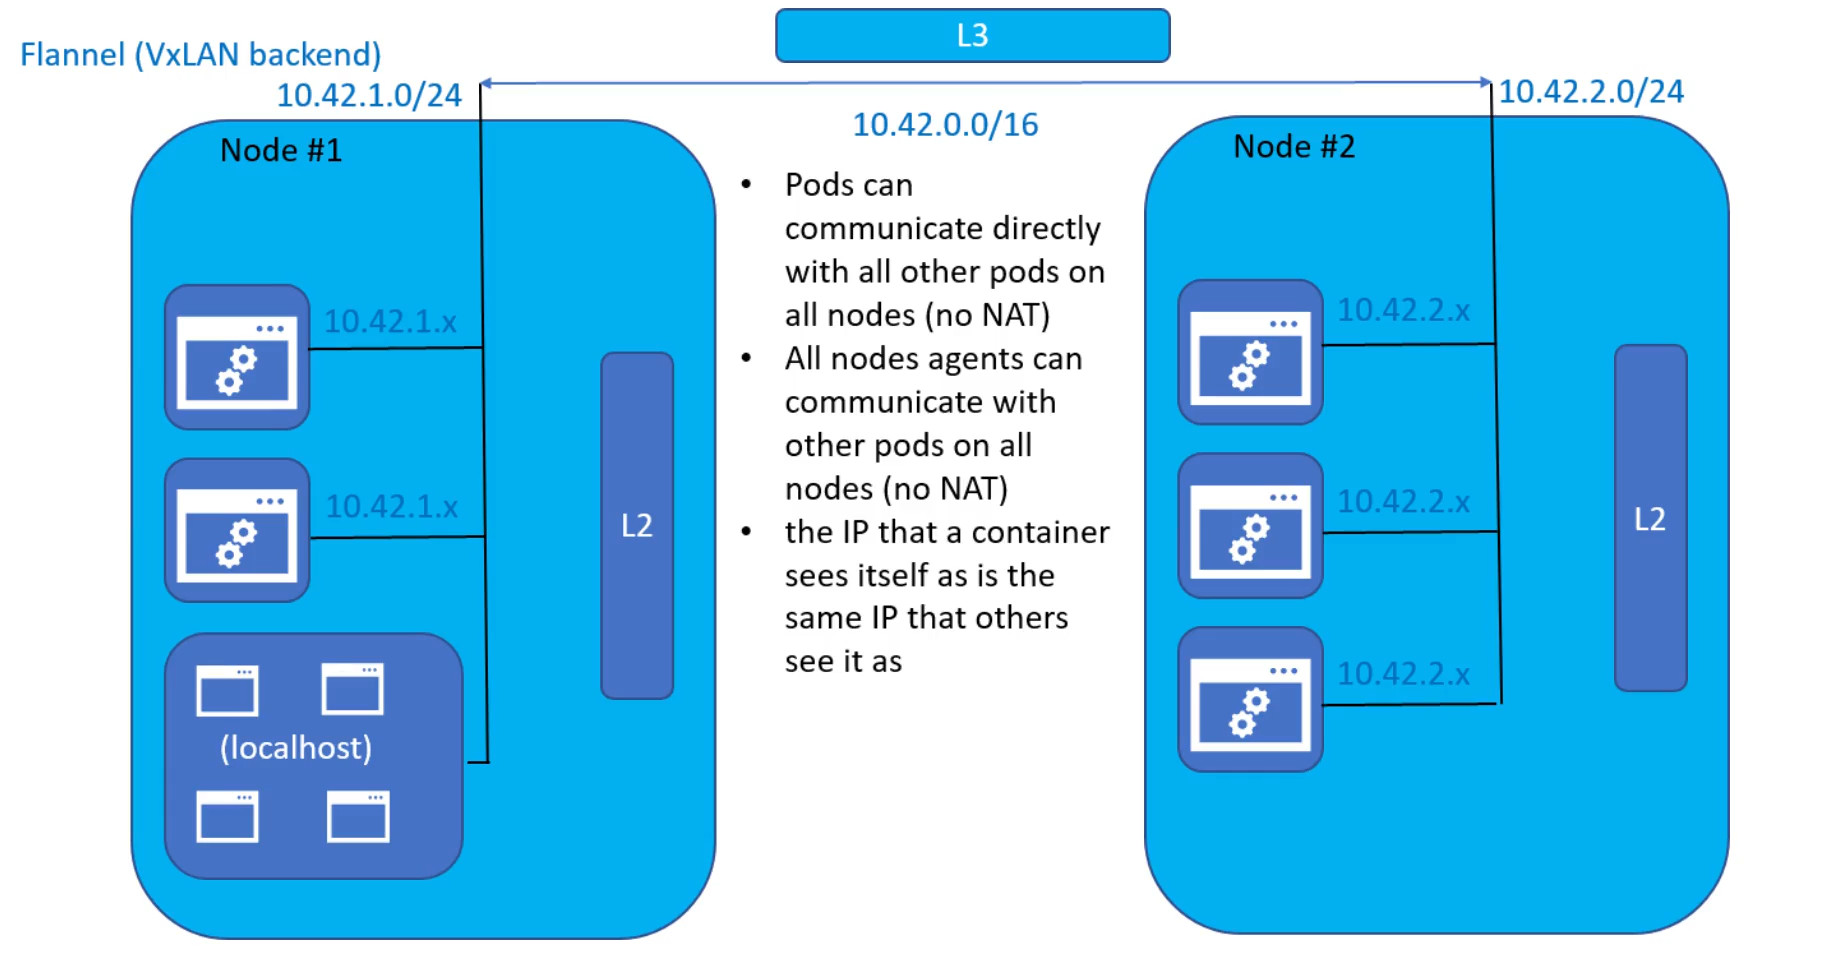 L3
Flannel (VxLAN backend)
10.42.1.0/24
10.42.2.0/24
10.42.0.0/16
Node #1
10.42.1.x
10.42.1.x
(localhost)
L2
• Pods can
communicate directly
with all other pods on
all nodes (no NAT)
• All nodes agents can
communicate with
other pods on all
nodes (no NAT)
• the IP that a container
sees itself as is the
same IP that others
see it as
Node #2
10.42.2.x
10.42.2.x
10.42.2.x
L2